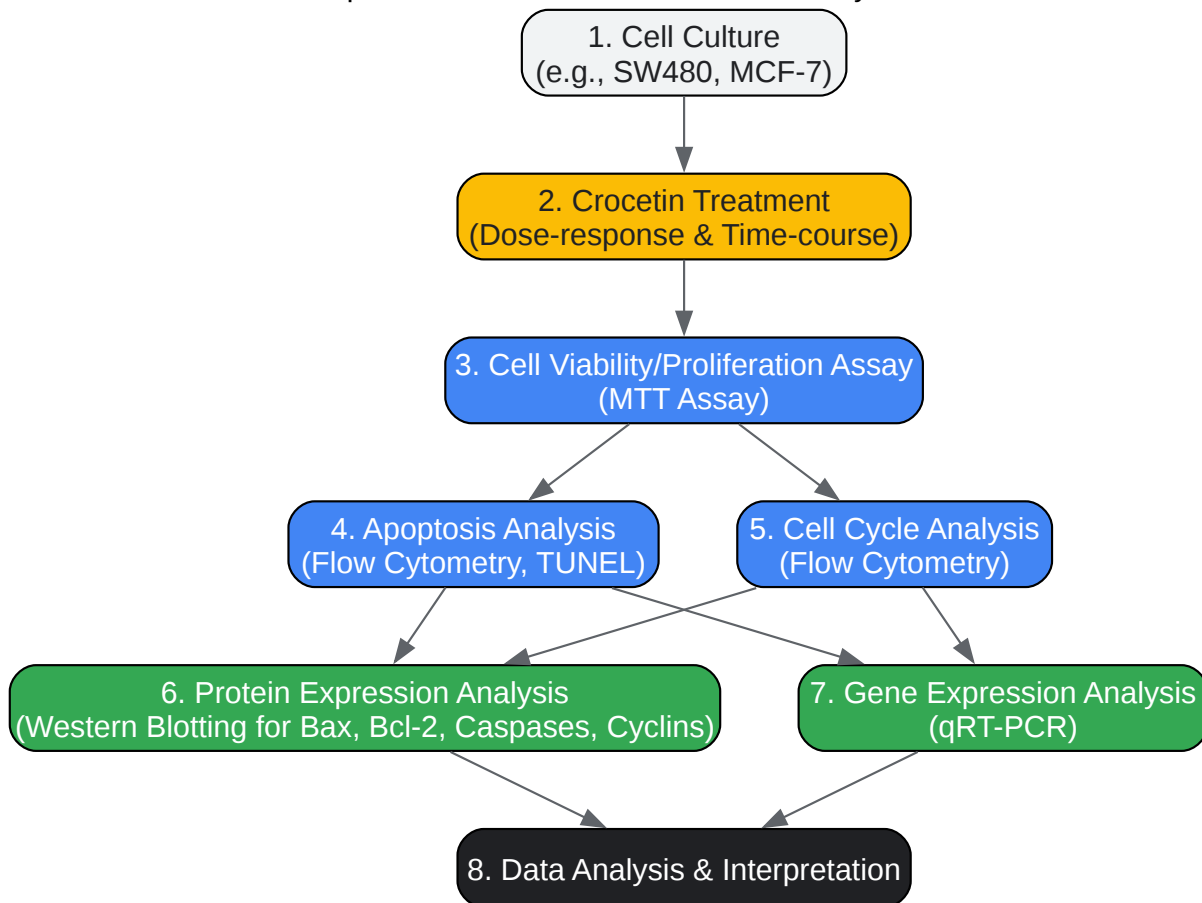 1. Cell Culture
(e.g., SW480, MCF-7)
2. Crocetin Treatment
(Dose-response & Time-course)
3. Cell Viability/Proliferation Assay
(MTT Assay)
4. Apoptosis Analysis
(Flow Cytometry, TUNEL)
5. Cell Cycle Analysis
(Flow Cytometry)
6. Protein Expression Analysis
(Western Blotting for Bax, Bcl-2, Caspases, Cyclins)
7. Gene Expression Analysis
(qRT-PCR)
8. Data Analysis & Interpretation